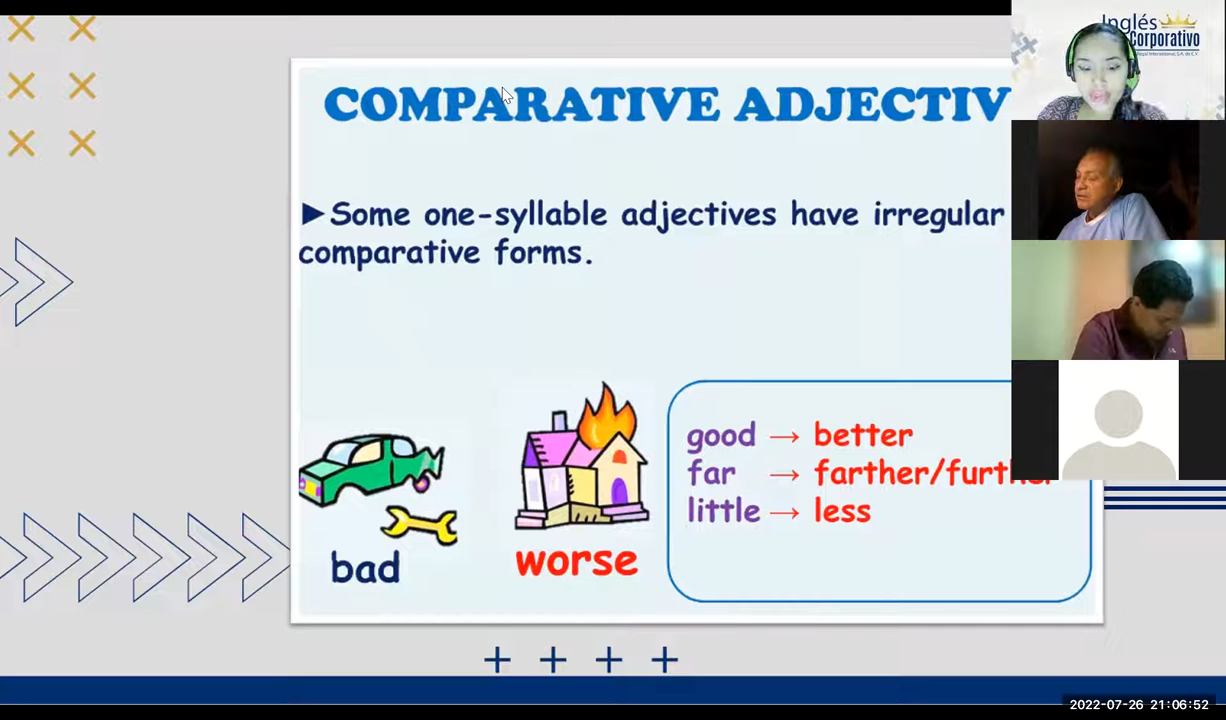 Inglés
Corporativo
COMPARATIVE ADJECTIV
►Some one-syllable adjectives have irregular
comparative forms.
good → better
far → farther/further
little → less
bad
worse
2022-07-26 21:06:52